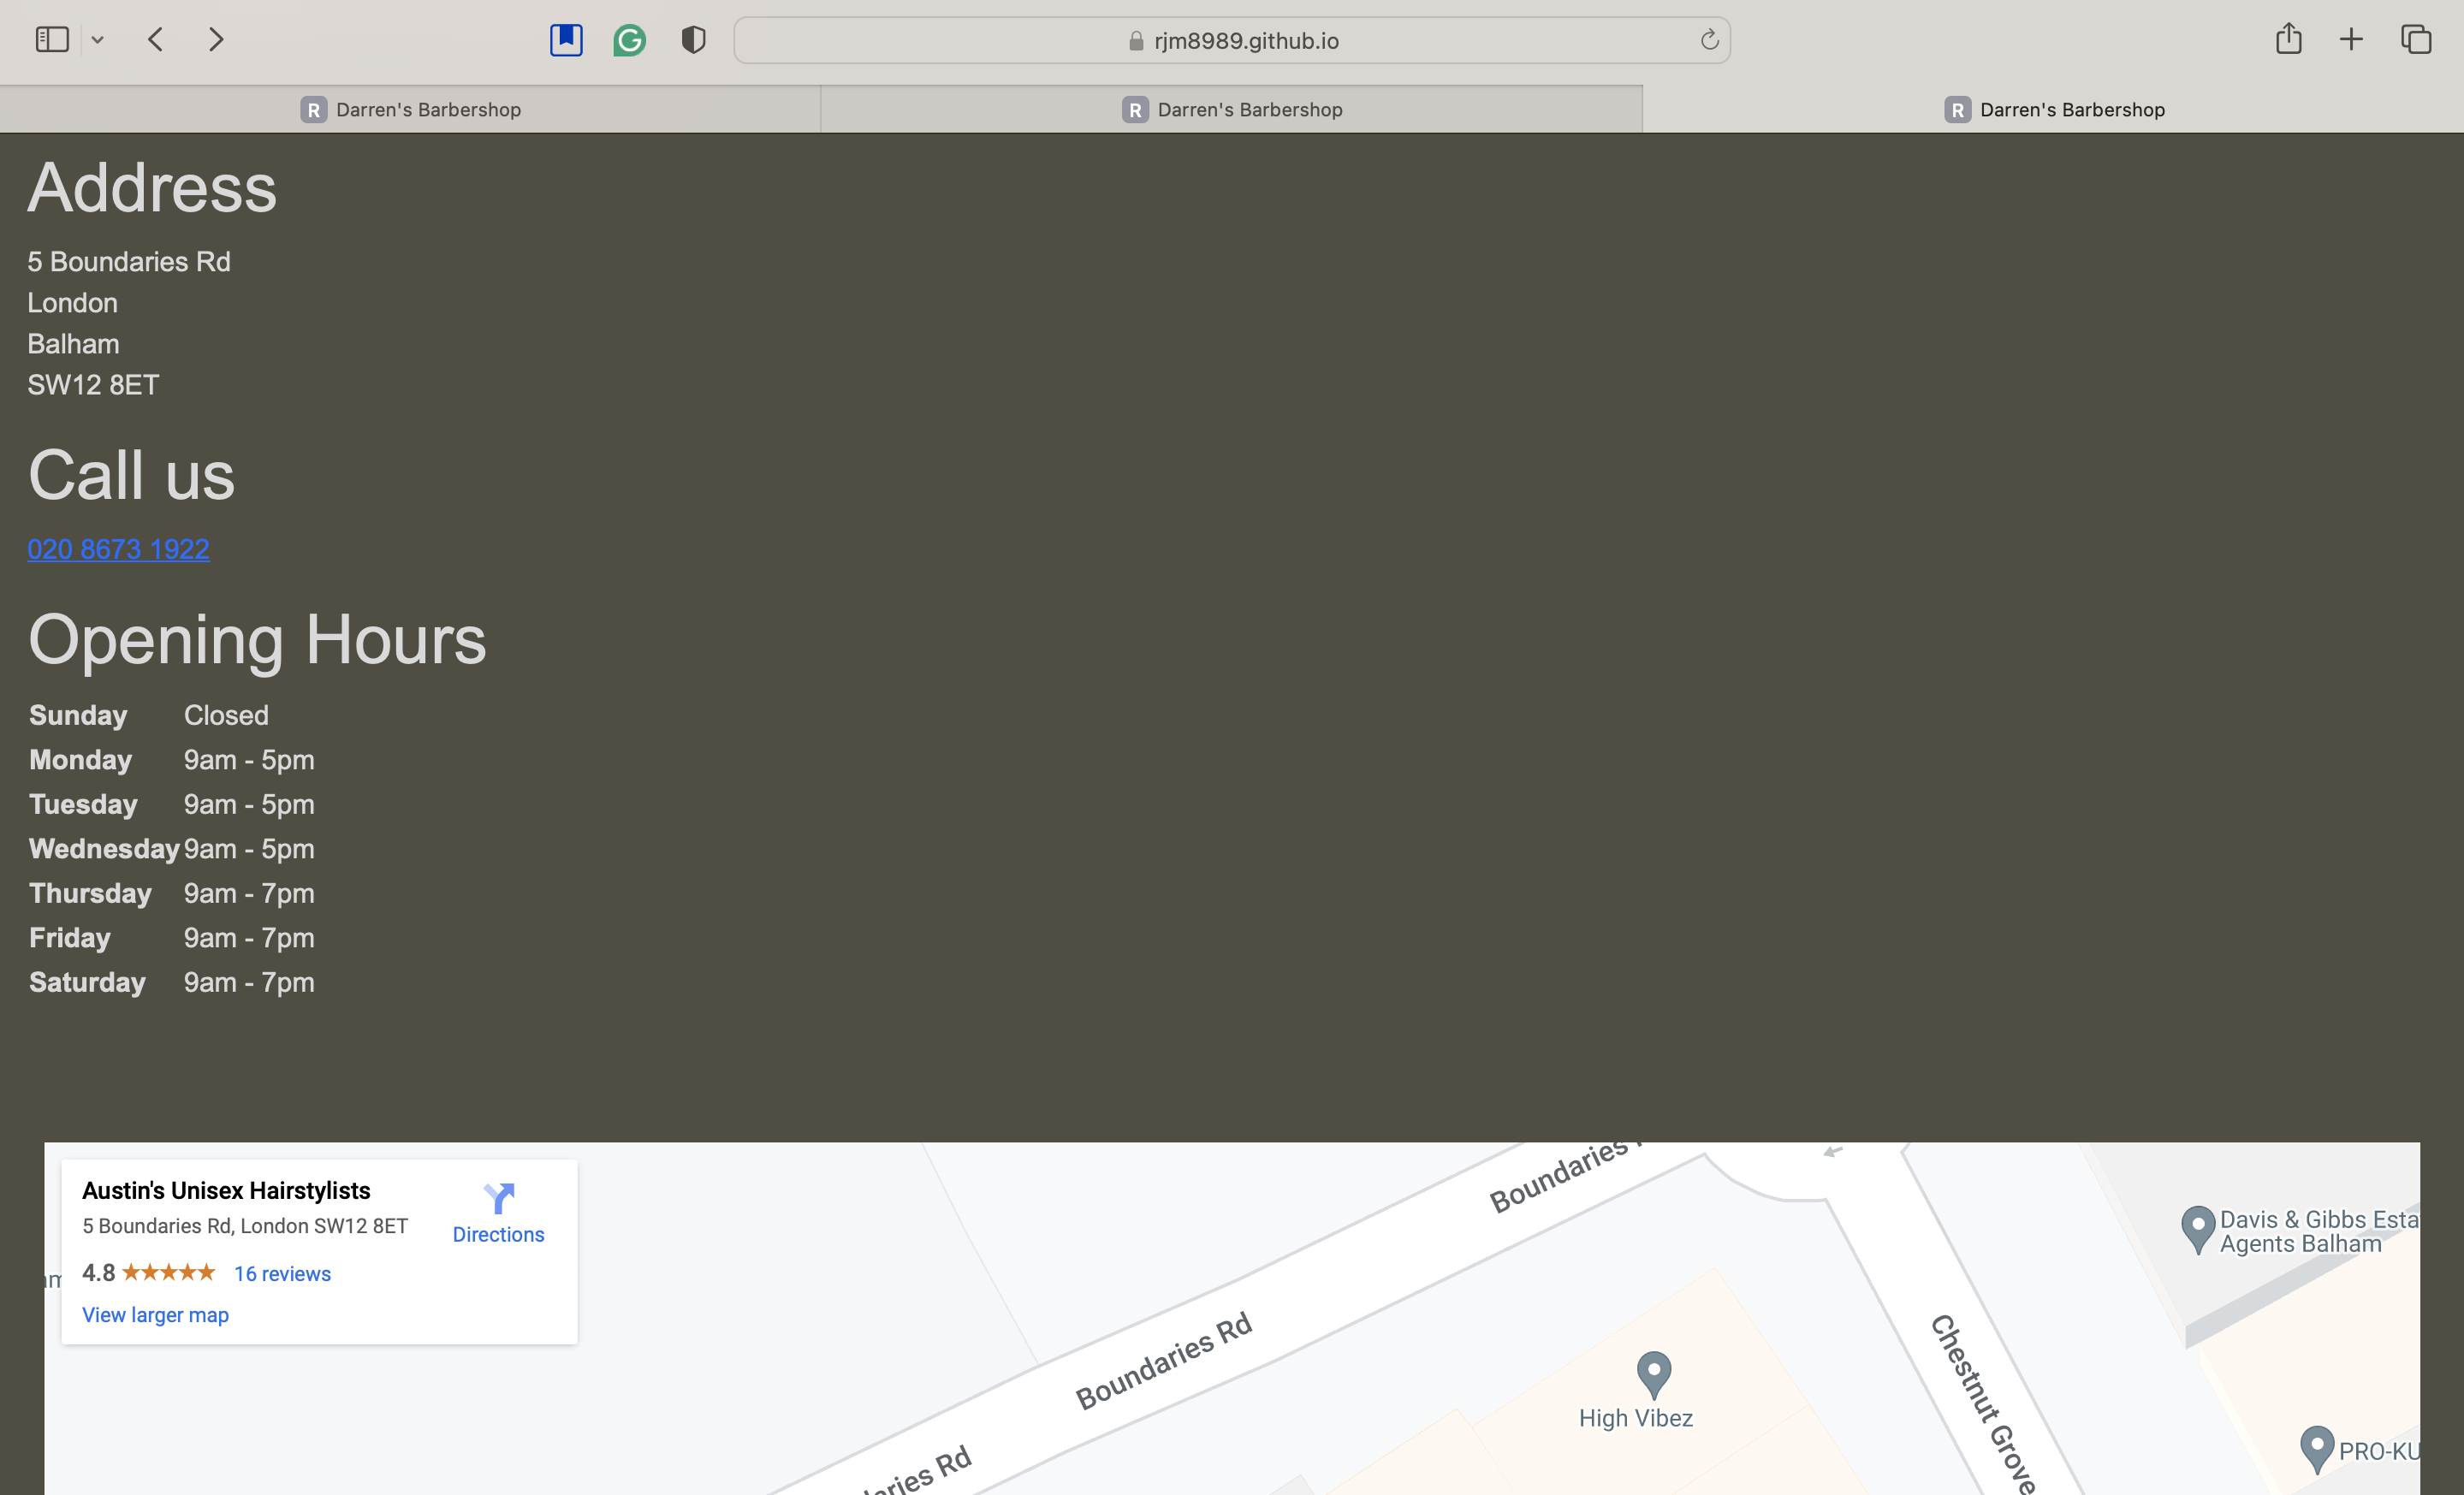 rjm8989.github.io
R Darren's Barbershop
R Darren's Barbershop
R Darren's Barbershop
Address
5 Boundaries Rd
London
Balham
SW12 8ET
Call us
020 8673 1922
Opening Hours
Sunday Closed
Monday 9am - 5pm
Tuesday 9am - 5pm
Wednesday 9am - 5pm
Thursday 9am - 7pm
Friday 9am - 7pm
Saturday 9am - 7pm
Austin's Unisex Hairstylists
5 Boundaries Rd, London SW12 8ET
Directions
4.8 ★★★★★ 16 reviews
View larger map
Boundaries
Davis & Gibbs Esta
Agents Balham
Boundaries Rd
Chestnut Grove
High Vibez
PRO-KU
aries Rd